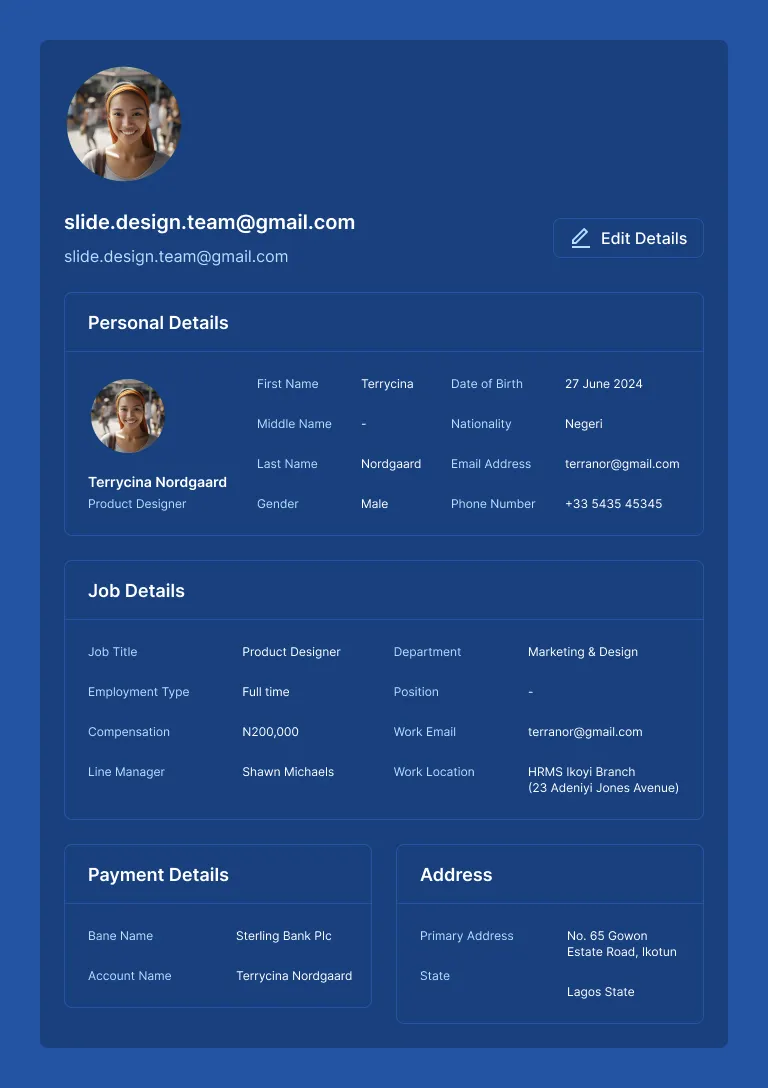 slide.design.team@gmail.com
slide.design.team@gmail.com
Edit Details
Personal Details
Terrycina Nordgaard
Product Designer
First Name Terrycina Date of Birth 27 June 2024
Middle Name - Nationality Negeri
Last Name Nordgaard Email Address terranor@gmail.com
Gender Male Phone Number +33 5435 45345
Job Details
Job Title Product Designer Department Marketing & Design
Employment Type Full time Position -
Compensation N200,000 Work Email terranor@gmail.com
Line Manager Shawn Michaels Work Location HRMS Ikoyi Branch
(23 Adeniyi Jones Avenue)
Payment Details
Bane Name Sterling Bank Plc
Account Name Terrycina Nordgaard
Address
Primary Address No. 65 Gowon
Estate Road, Ikotun
State
Lagos State